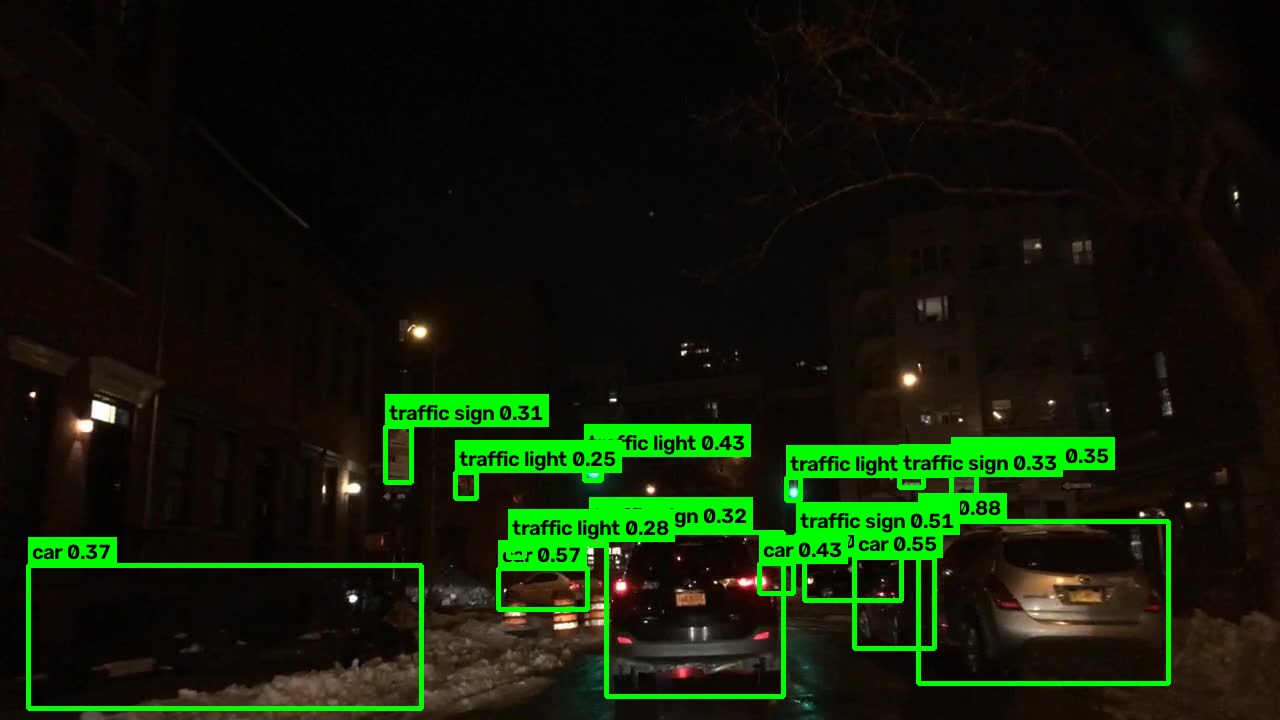 traffic sign 0.31
traffic light 0.43
traffic light 0.25
traffic light
traffic sign 0.33
0.35
0.88
sign 0.32
traffic light 0.28
traffic sign 0.51
car 0.57
car 0.43
car 0.55
car 0.37